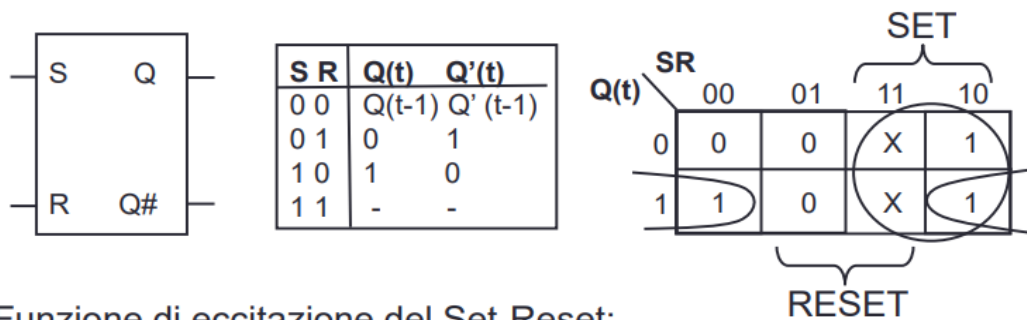 S Q
R Q#
S R Q(t) Q'(t)
0 0 Q(t-1) Q' (t-1)
0 1 0 1
1 0 1 0
1 1 - -
SET
SR
Q(t) 00 01 11 10
0 0 0 X 1
1 1 0 X 1
RESET
Funzione di eccitazione del Set-Reset: